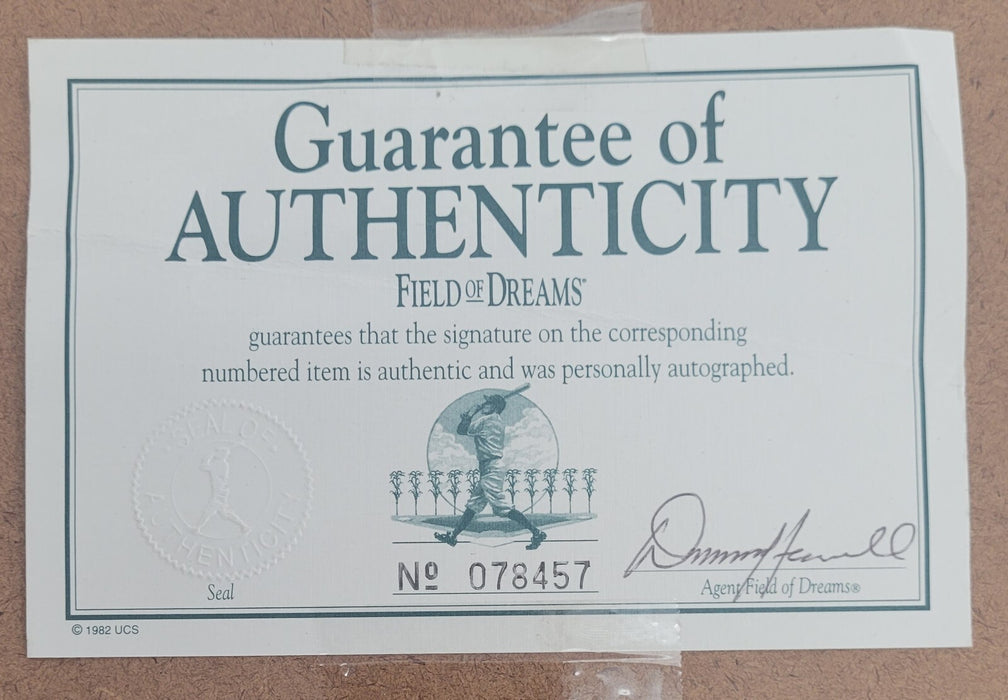 Guarantee of
AUTHENTICITY
FIELD OF DREAMS®
guarantees that the signature on the corresponding
numbered item is authentic and was personally autographed.
SEAL OF
AUTHENTICITY
Seal
Nº 078457
Agent Field of Dreams®
© 1982 UCS